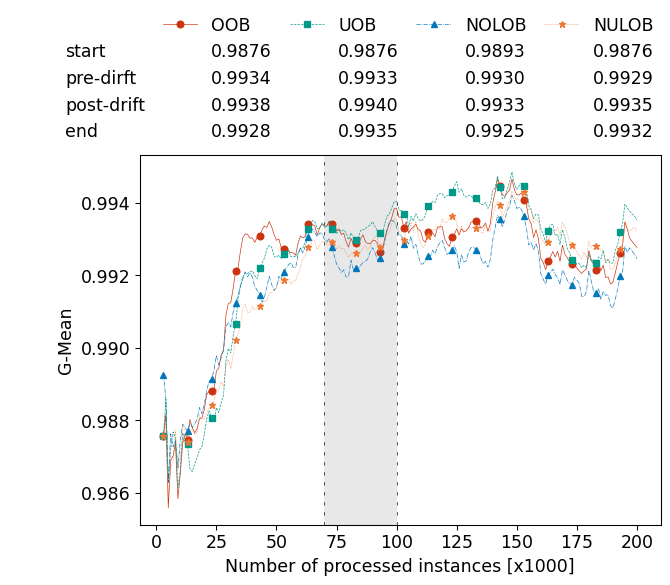 OOB UOB NOLOB NULOB
start 0.9876 0.9876 0.9893 0.9876
pre-dirft 0.9934 0.9933 0.9930 0.9929
post-drift 0.9938 0.9940 0.9933 0.9935
end 0.9928 0.9935 0.9925 0.9932
0.994
0.992
0.990
0.988
0.986
G-Mean
0 25 50 75 100 125 150 175 200
Number of processed instances [x1000]